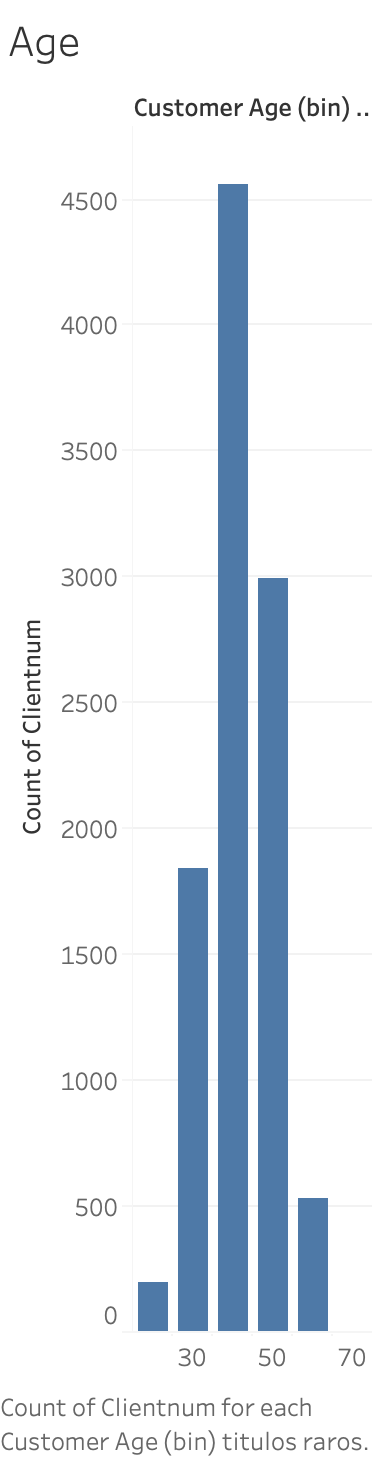 Age
Customer Age (bin) ..
4500
4000
3500
3000
2500
2000
1500
1000
500
0
Count of Clientnum
30 50 70
Count of Clientnum for each
Customer Age (bin) titulos raros.